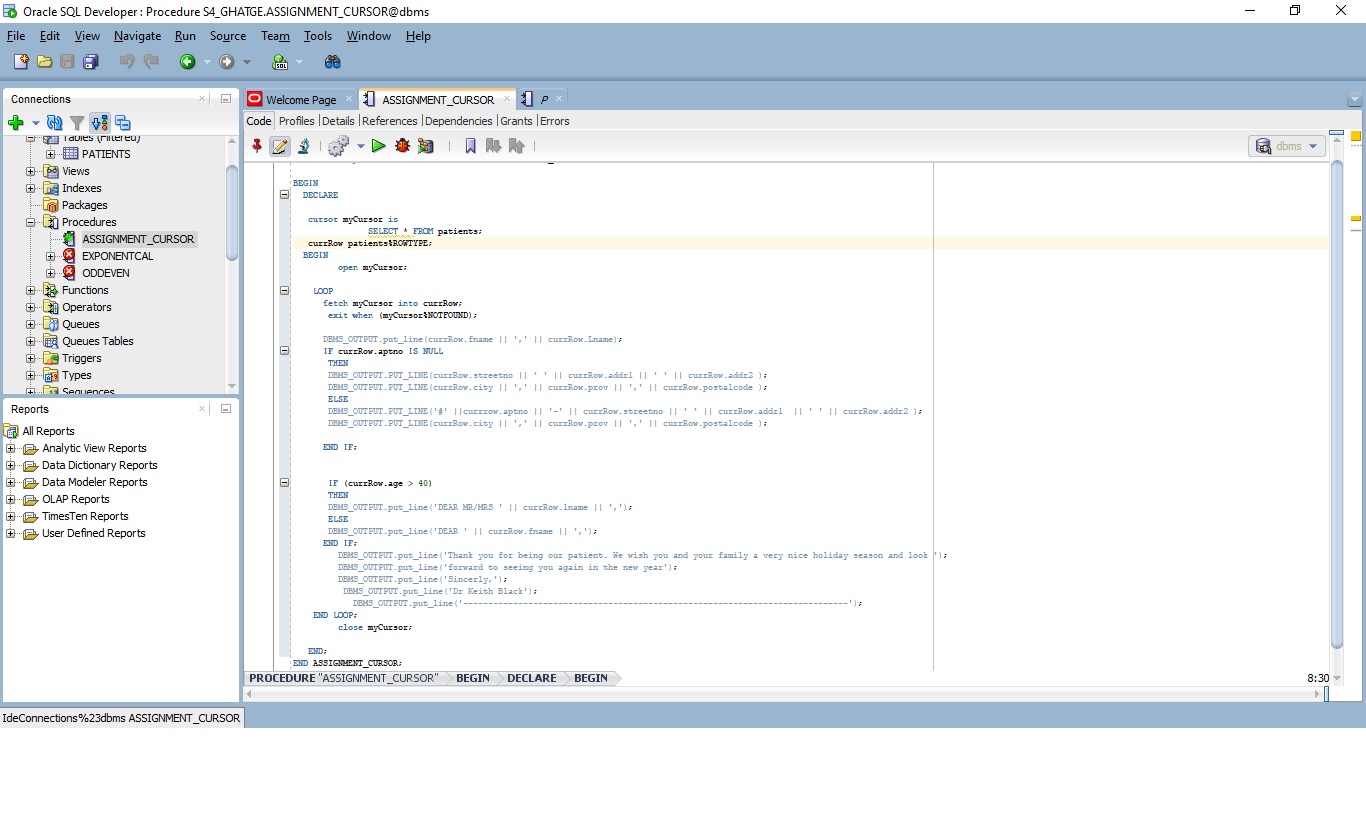 Oracle SQL Developer : Procedure S4_GHATGE.ASSIGNMENT_CURSOR@dbms
File Edit View Navigate Run Source Team Tools Window Help
Connections
Tables (Filtered)
PATIENTS
Views
Indexes
Packages
Procedures
ASSIGNMENT_CURSOR
EXPONENTCAL
ODDEVEN
Functions
Operators
Queues
Queues Tables
Triggers
Types
Sequences
Reports
All Reports
Analytic View Reports
Data Dictionary Reports
Data Modeler Reports
OLAP Reports
TimesTen Reports
User Defined Reports
Welcome Page ASSIGNMENT_CURSOR P
Code Profiles Details References Dependencies Grants Errors
dbms
BEGIN
DECLARE
cursor myCursor is
SELECT * FROM patients;
currRow patients%ROWTYPE;
BEGIN
open myCursor;
LOOP
fetch myCursor into currRow;
exit when (myCursor%NOTFOUND);
DBMS_OUTPUT.put_line(currRow.fname || ',' || currRow.Lname);
IF currRow.aptno IS NULL
THEN
DBMS_OUTPUT.PUT_LINE(currRow.streetno || ' ' || currRow.addr1 || ' ' || currRow.addr2 );
DBMS_OUTPUT.PUT_LINE(currRow.city || ',' || currRow.prov || ',' || currRow.postalcode );
ELSE
DBMS_OUTPUT.PUT_LINE('#' ||currrow.aptno || '-' || currRow.streetno || ' ' || currRow.addr1 || ' ' || currRow.addr2 );
DBMS_OUTPUT.PUT_LINE(currRow.city || ',' || currRow.prov || ',' || currRow.postalcode );
END IF;
IF (currRow.age > 40)
THEN
DBMS_OUTPUT.put_line('DEAR MR/MRS ' || currRow.lname || ',');
ELSE
DBMS_OUTPUT.put_line('DEAR ' || currRow.fname || ',');
END IF;
DBMS_OUTPUT.put_line('Thank you for being our patient. We wish you and your family a very nice holiday season and look ');
DBMS_OUTPUT.put_line('forward to seeing you again in the new year');
DBMS_OUTPUT.put_line('Sincerly,');
DBMS_OUTPUT.put_line('Dr Keith Black');
DBMS_OUTPUT.put_line('-----------------------------------------------------------------------------');
END LOOP;
close myCursor;
END;
END ASSIGNMENT_CURSOR;
PROCEDURE "ASSIGNMENT_CURSOR" BEGIN DECLARE BEGIN
8:30
IdeConnections%23dbms ASSIGNMENT_CURSOR